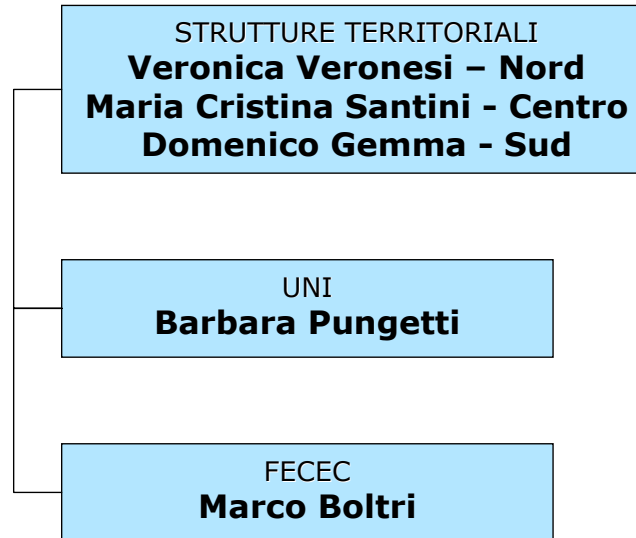 STRUTTURE TERRITORIALI
Veronica Veronesi – Nord
Maria Cristina Santini - Centro
Domenico Gemma - Sud
UNI
Barbara Pungetti
FECEC
Marco Boltri